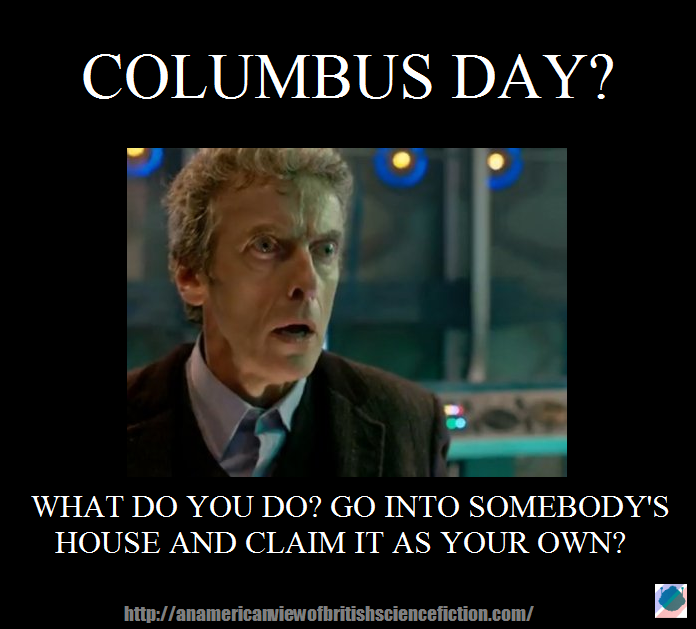 COLUMBUS DAY?
WHAT DO YOU DO? GO INTO SOMEBODY'S
HOUSE AND CLAIM IT AS YOUR OWN?
http://anamericanviewofbritishsciencefiction.com/